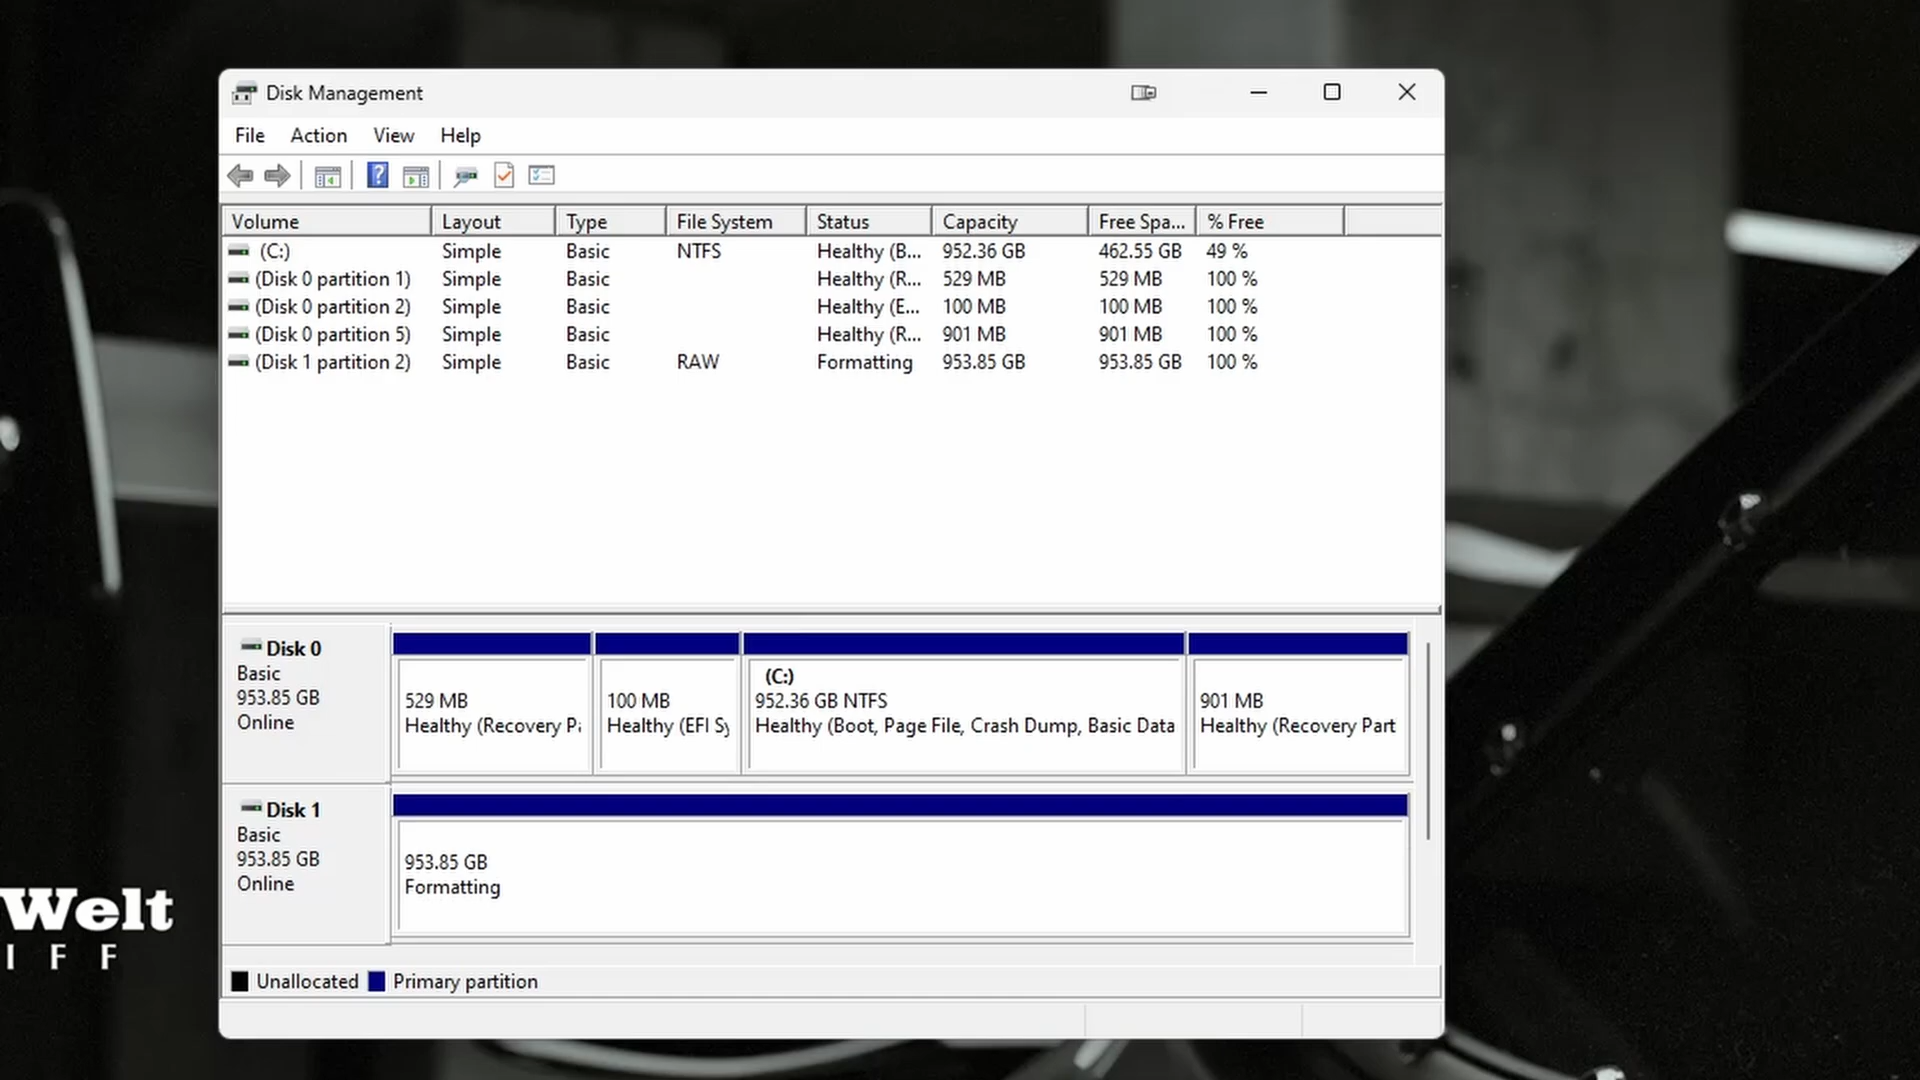 Disk Management
File Action View Help
Volume Layout Type File System Status Capacity Free Spa... % Free
(C:) Simple Basic NTFS Healthy (B... 952.36 GB 462.55 GB 49 %
(Disk 0 partition 1) Simple Basic Healthy (R... 529 MB 529 MB 100 %
(Disk 0 partition 2) Simple Basic Healthy (E... 100 MB 100 MB 100 %
(Disk 0 partition 5) Simple Basic Healthy (R... 901 MB 901 MB 100 %
(Disk 1 partition 2) Simple Basic RAW Formatting 953.85 GB 953.85 GB 100 %
Disk 0
Basic
953.85 GB
Online
529 MB
Healthy (Recovery Pa
100 MB
Healthy (EFI Sy
(C:)
952.36 GB NTFS
Healthy (Boot, Page File, Crash Dump, Basic Data
901 MB
Healthy (Recovery Part
Disk 1
Basic
953.85 GB
Online
953.85 GB
Formatting
Welt
IFF
Unallocated Primary partition